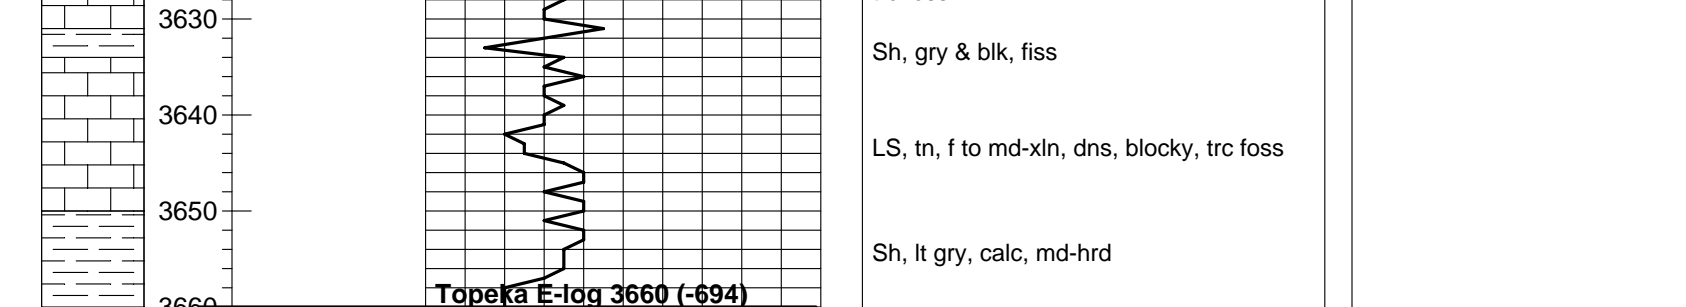 3630
Sh, gry & blk, fiss
3640
LS, tn, f to md-xln, dns, blocky, trc foss
3650
Sh, lt gry, calc, md-hrd
Topeka E-log 3660 (-694)
3660